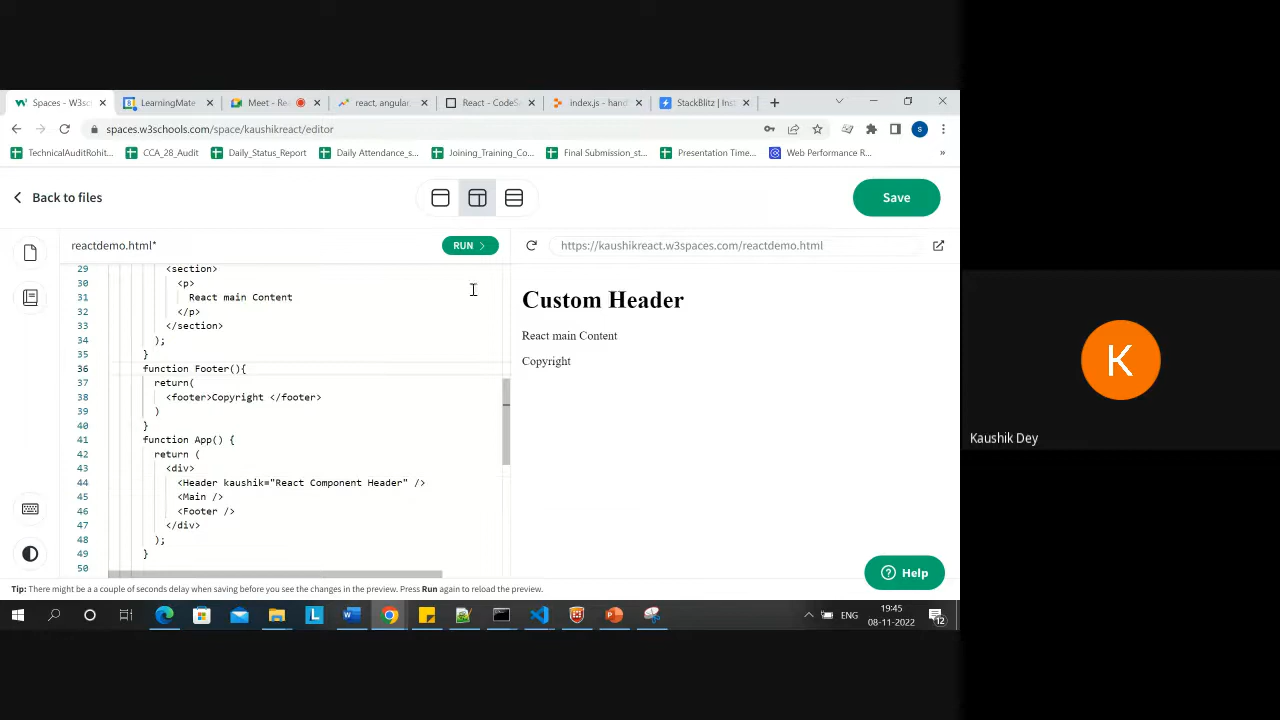 Spaces - W3sc
LearningMate
Meet - Re
react, angular,
React - CodeSa
index.js - hand
StackBlitz | Inst
spaces.w3schools.com/space/kaushikreact/editor
TechnicalAuditRohit...
CCA_28_Audit
Daily_Status_Report
Daily Attendance_s...
Joining_Training_Co...
Final Submission_st...
Presentation Time...
Web Performance R...
»
Back to files
Save
reactdemo.html*
RUN
https://kaushikreact.w3spaces.com/reactdemo.html
29 <section>
30 <p>
31 React main Content
32 </p>
33 </section>
34 );
35 }
36 function Footer(){
37 return(
38 <footer>Copyright </footer>
39 )
40 }
41 function App() {
42 return (
43 <div>
44 <Header kaushik="React Component Header" />
45 <Main />
46 <Footer />
47 </div>
48 );
49 }
50
Custom Header
React main Content
Copyright
Help
Tip: There might be a a couple of seconds delay when saving before you see the changes in the preview. Press Run again to reload the preview.
ENG
19:45
08-11-2022
12
K
Kaushik Dey